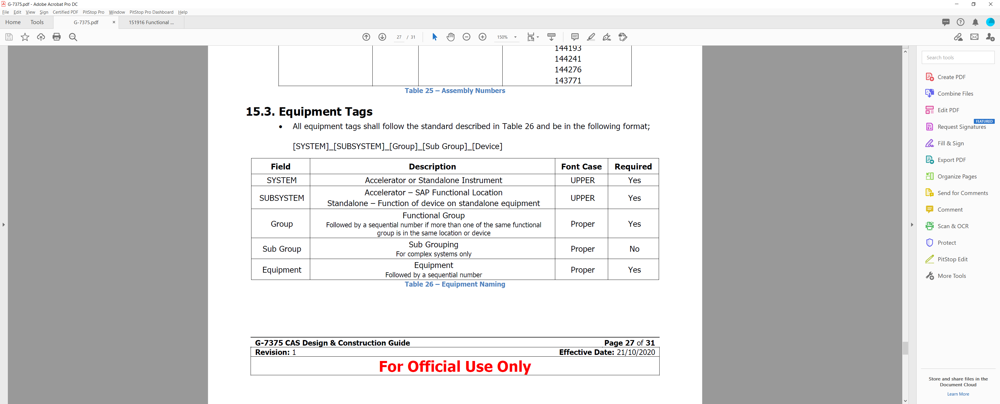 G-7375.pdf - Adobe Acrobat Pro DC
File Edit View Sign Certified PDF PitStop Pro Window PitStop Pro Dashboard Help
Home Tools G-7375.pdf × 151916 Functional ...
27 / 31 150%
144193
144241
144276
143771
Table 25 – Assembly Numbers
15.3. Equipment Tags
• All equipment tags shall follow the standard described in Table 26 and be in the following format;
[SYSTEM]_[SUBSYSTEM]_[Group]_[Sub Group]_[Device]
Field Description Font Case Required
SYSTEM Accelerator or Standalone Instrument UPPER Yes
SUBSYSTEM Accelerator – SAP Functional Location UPPER Yes
Standalone – Function of device on standalone equipment
Group Functional Group Proper Yes
Followed by a sequential number if more than one of the same functional
group is in the same location or device
Sub Group Sub Grouping Proper No
For complex systems only
Equipment Equipment Proper Yes
Followed by a sequential number
Table 26 – Equipment Naming
G-7375 CAS Design & Construction Guide Page 27 of 31
Revision: 1 Effective Date: 21/10/2020
For Official Use Only
Search tools
Create PDF
Combine Files
Edit PDF
FEATURED
Request Signatures
Fill & Sign
Export PDF
Organize Pages
Send for Comments
Comment
Scan & OCR
Protect
PitStop Edit
More Tools
Store and share files in the
Document Cloud
Learn More